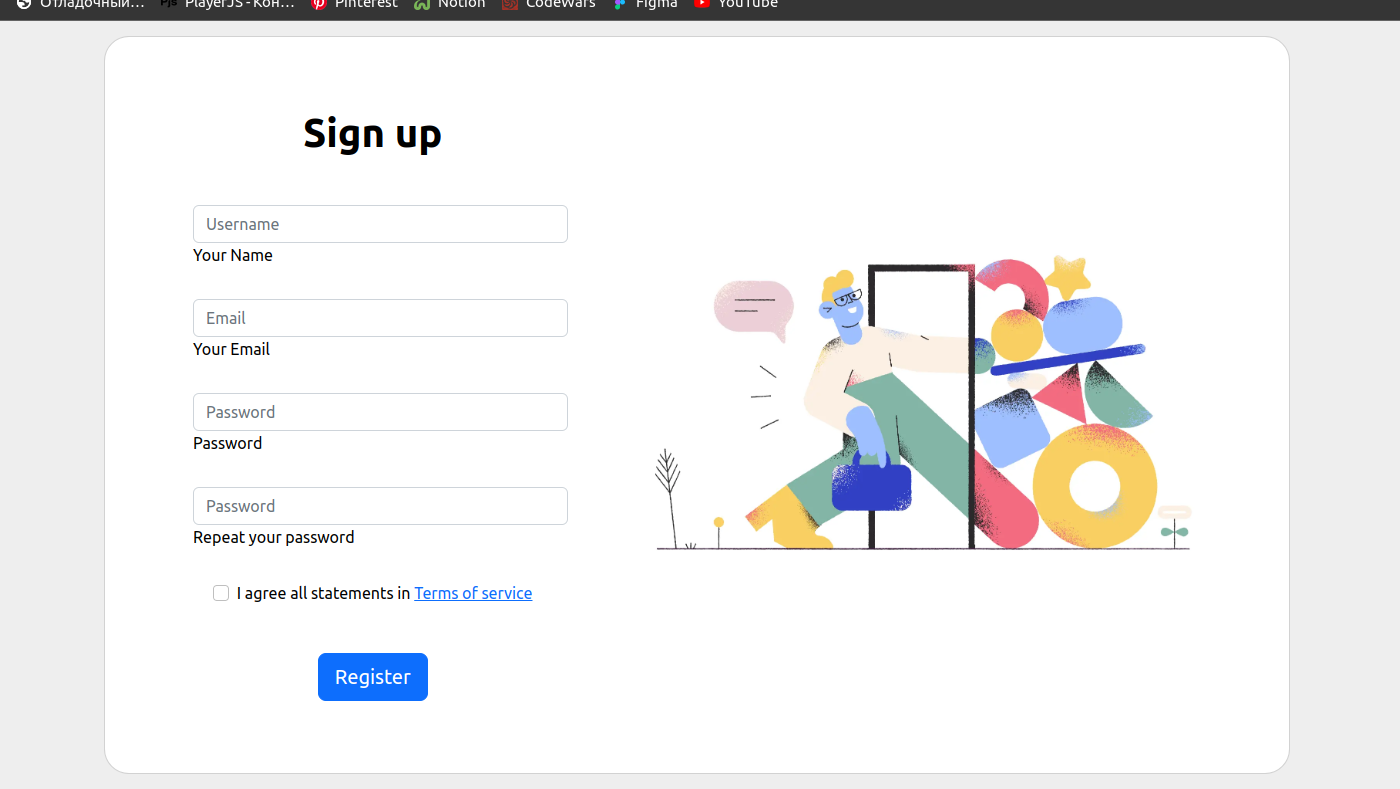 Отладочный... PlayerJS - Кон... Pinterest Notion CodeWars Figma YouTube
Sign up
Username
Your Name
Email
Your Email
Password
Password
Password
Repeat your password
I agree all statements in Terms of service
Register